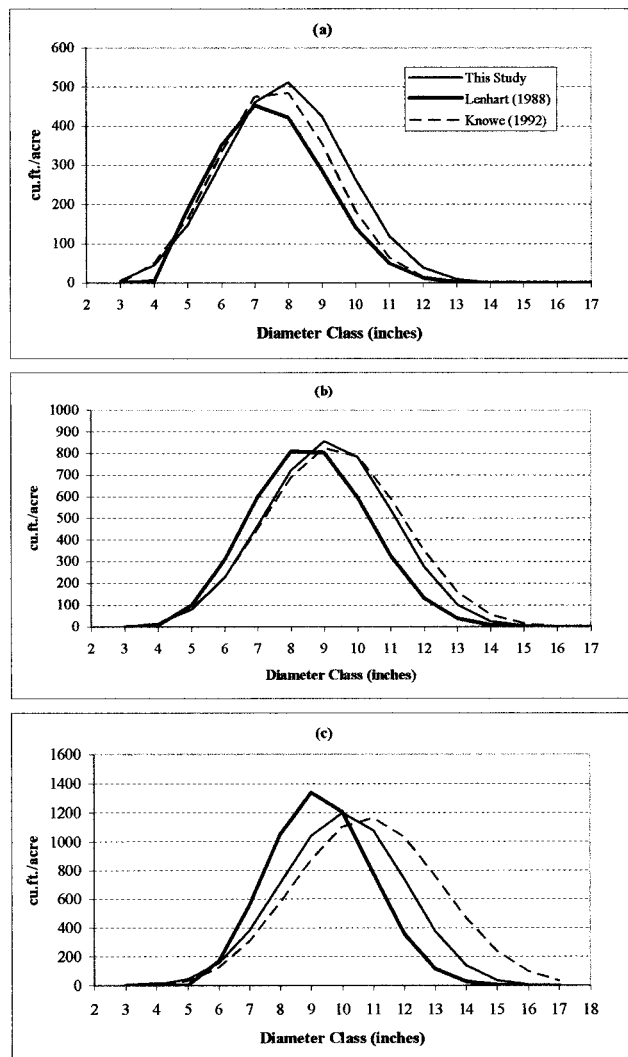 (a)
600
500
400
300
200
100
0
cu.ft./acre
This Study
Lenhart (1988)
Knowe (1992)
2 3 4 5 6 7 8 9 10 11 12 13 14 15 16 17
Diameter Class (inches)
(b)
1000
900
800
700
600
500
400
300
200
100
0
cu.ft./acre
2 3 4 5 6 7 8 9 10 11 12 13 14 15 16 17
Diameter Class (inches)
(c)
1600
1400
1200
1000
800
600
400
200
0
cu.ft./acre
2 3 4 5 6 7 8 9 10 11 12 13 14 15 16 17 18
Diameter Class (inches)